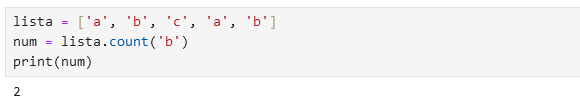 lista = ['a', 'b', 'c', 'a', 'b']
num = lista.count('b')
print(num)
2